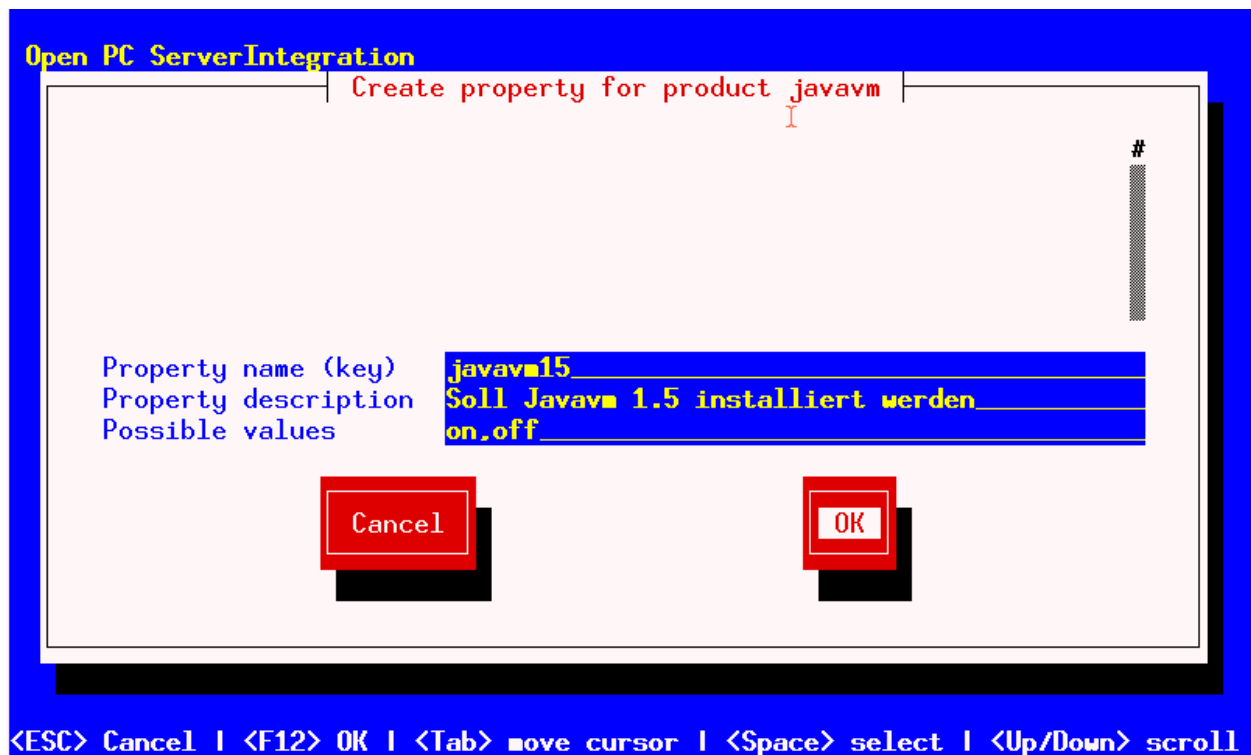 Open PC ServerIntegration
Create property for product javavm
#
Property name (key) javavm15
Property description Soll Javavm 1.5 installiert werden
Possible values on,off
Cancel OK
<ESC> Cancel | <F12> OK | <Tab> move cursor | <Space> select | <Up/Down> scroll